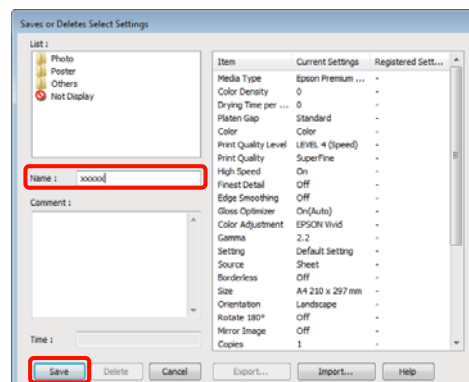 Saves or Deletes Select Settings
List :
Photo
Poster
Others
Not Display
Name : xxxxx
Comment :
Time :
Item Current Settings Registered Sett...
Media Type Epson Premium ... -
Color Density 0 -
Drying Time per ... 0 -
Platen Gap Standard -
Color Color -
Print Quality Level LEVEL 4 (Speed) -
Print Quality SuperFine -
High Speed On -
Finest Detail Off -
Edge Smoothing Off -
Gloss Optimizer On(Auto) -
Color Adjustment EPSON Vivid -
Gamma 2.2 -
Setting Default Setting -
Source Sheet -
Borderless Off -
Size A4 210 x 297 mm -
Orientation Landscape -
Rotate 180° Off -
Mirror Image Off -
Copies 1 -
Save Delete Cancel Export... Import... Help